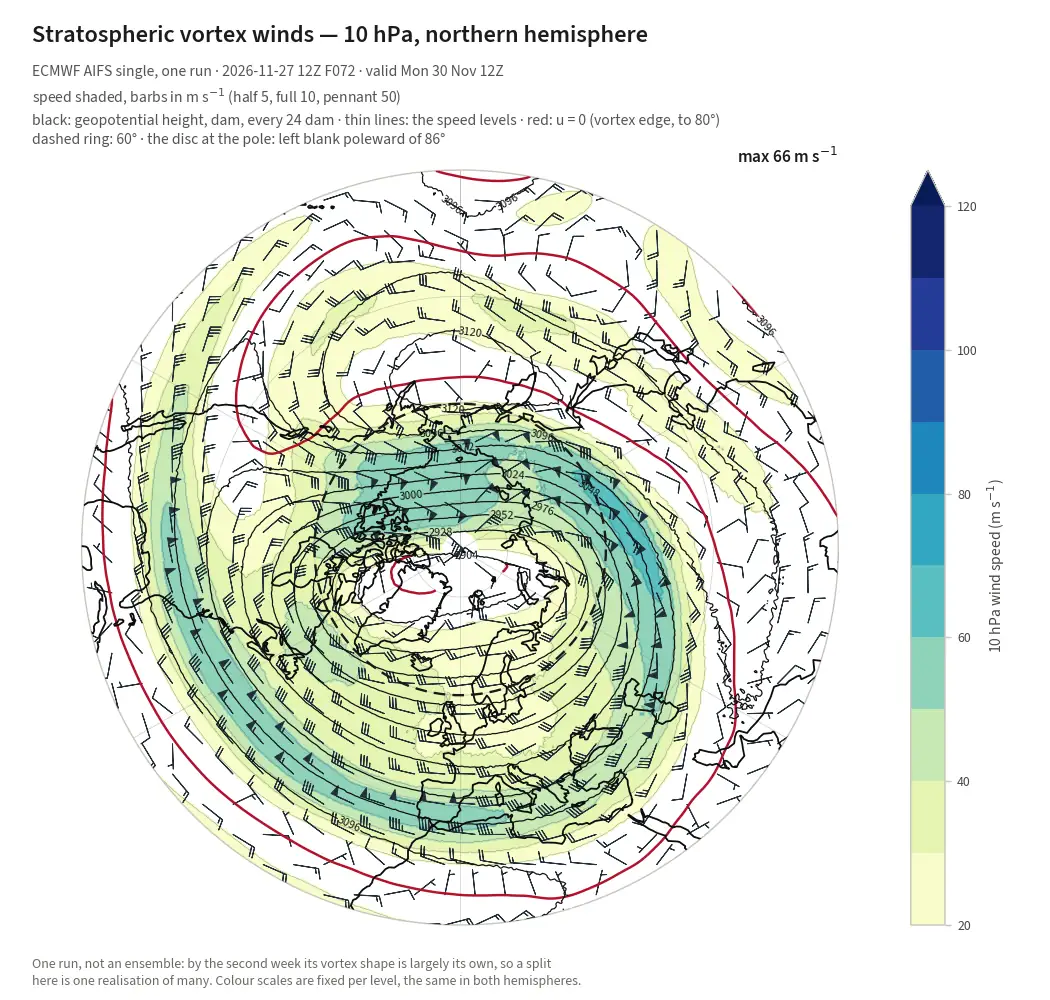 Stratospheric vortex winds — 10 hPa, northern hemisphere
ECMWF AIFS single, one run · 2026-11-27 12Z F072 · valid Mon 30 Nov 12Z
speed shaded, barbs in m s⁻¹ (half 5, full 10, pennant 50)
black: geopotential height, dam, every 24 dam · thin lines: the speed levels · red: u = 0 (vortex edge, to 80°)
dashed ring: 60° · the disc at the pole: left blank poleward of 86°
max 66 m s⁻¹
3096
3096
3096
3120
3120
3096
3024
3048
3000
2976
2952
2928
3096
120
100
80
60
40
20
10 hPa wind speed (m s⁻¹)
One run, not an ensemble: by the second week its vortex shape is largely its own, so a split
here is one realisation of many. Colour scales are fixed per level, the same in both hemispheres.